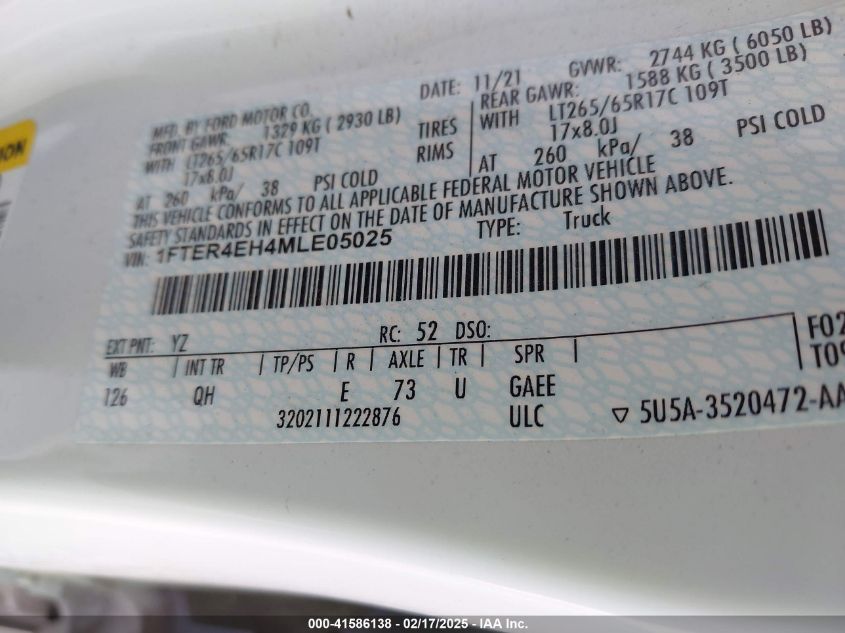 ION
MFD. BY FORD MOTOR CO.
DATE: 11/21 GVWR: 2744 KG ( 6050 LB)
FRONT GAWR: 1329 KG ( 2930 LB)
REAR GAWR: 1588 KG ( 3500 LB)
WITH LT265/65R17C 109T TIRES WITH LT265/65R17C 109T
17x8.0J RIMS 17x8.0J
AT 260 kPa/ 38 PSI COLD AT 260 kPa/ 38 PSI COLD
THIS VEHICLE CONFORMS TO ALL APPLICABLE FEDERAL MOTOR VEHICLE
SAFETY STANDARDS IN EFFECT ON THE DATE OF MANUFACTURE SHOWN ABOVE.
VIN: 1FTER4EH4MLE05025 TYPE: Truck
EXT PNT: YZ RC: 52 DSO:
WB INT TR TP/PS R AXLE TR SPR
126 QH E 73 U GAEE
3202111222876 ULC
F02
T09
5U5A-3520472-AA
000-41586138 - 02/17/2025 - IAA Inc.